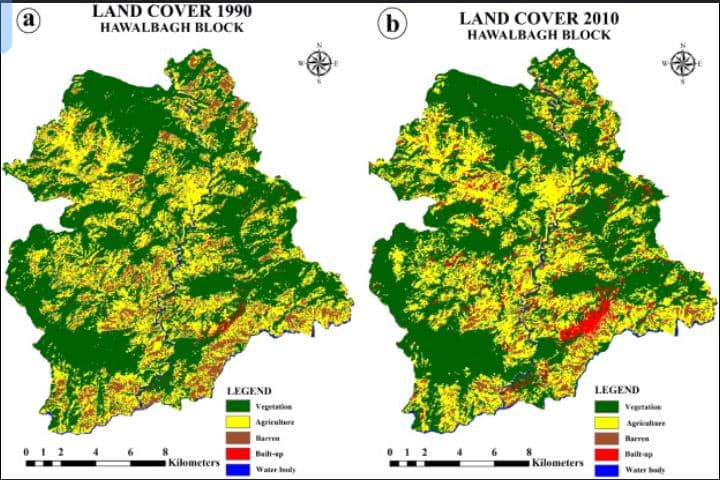 a
LAND COVER 1990
HAWALBAGH BLOCK
N
W E
S
LEGEND
Vegetation
Agriculture
Barren
Built-up
Water body
0 1 2 4 6 8
Kilometers
b
LAND COVER 2010
HAWALBAGH BLOCK
N
W E
S
LEGEND
Vegetation
Agriculture
Barren
Built-up
Water body
0 1 2 4 6 8
Kilometers